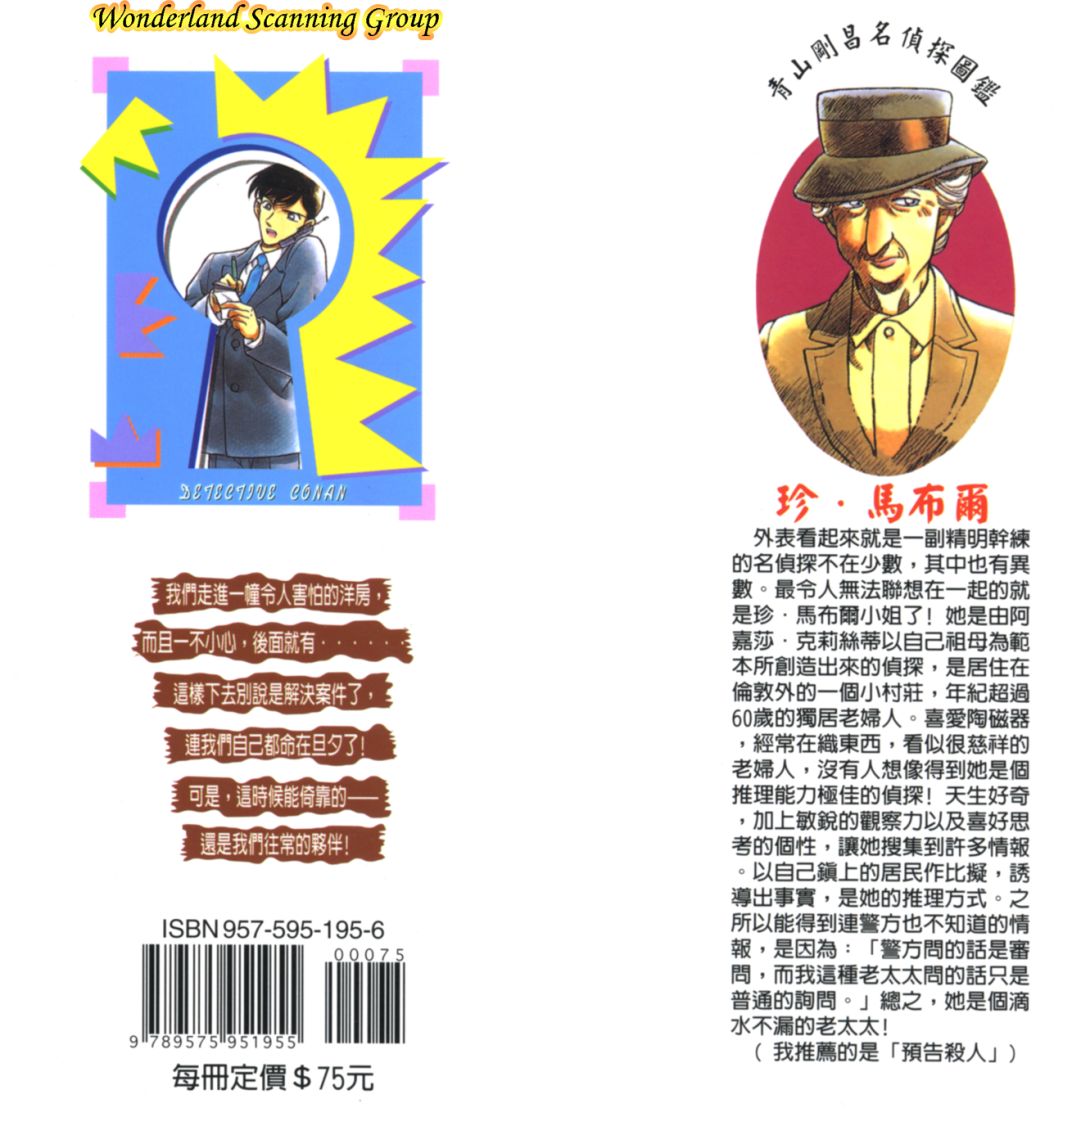 Wonderland Scanning Group
DETECTIVE CONAN
我們走進一幢令人害怕的洋房，
而且一不小心，後面就有‧‧‧‧‧‧
這樣下去別說是解決案件了，
連我們自己都命在旦夕了!
可是，這時候能倚靠的——
還是我們往常的夥伴!
ISBN 957-595-195-6
00075
9 789575 951955
每冊定價＄75元
青山剛昌名偵探圖鑑
珍‧馬布爾
外表看起來就是一副精明幹練
的名偵探不在少數，其中也有異
數。最令人無法聯想在一起的就
是珍‧馬布爾小姐了! 她是由阿
嘉莎‧克莉絲蒂以自己祖母為範
本所創造出來的偵探，是居住在
倫敦外的一個小村莊，年紀超過
60歲的獨居老婦人。喜愛陶磁器
，經常在織東西，看似很慈祥的
老婦人，沒有人想像得到她是個
推理能力極佳的偵探! 天生好奇
，加上敏銳的觀察力以及喜好思
考的個性，讓她搜集到許多情報
。以自己鎮上的居民作比擬，誘
導出事實，是她的推理方式。之
所以能得到連警方也不知道的情
報，是因為：「警方問的話是審
問，而我這種老太太問的話只是
普通的詢問。」總之，她是個滴
水不漏的老太太!
( 我推薦的是「預告殺人」)